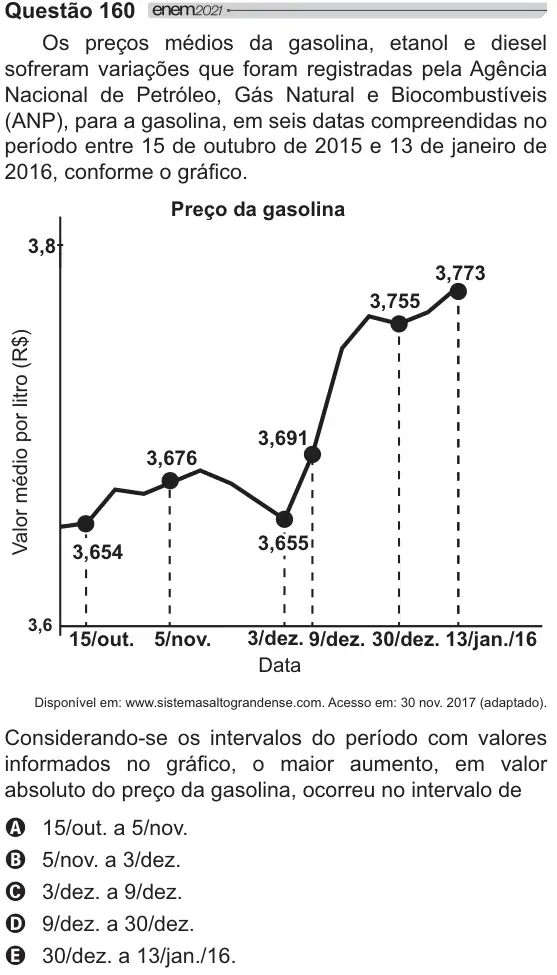 Questão 160 enem2021
Os preços médios da gasolina, etanol e diesel
sofreram variações que foram registradas pela Agência
Nacional de Petróleo, Gás Natural e Biocombustíveis
(ANP), para a gasolina, em seis datas compreendidas no
período entre 15 de outubro de 2015 e 13 de janeiro de
2016, conforme o gráfico.
Preço da gasolina
Valor médio por litro (R$)
3,8
3,773
3,755
3,691
3,676
3,655
3,654
3,6
15/out. 5/nov. 3/dez. 9/dez. 30/dez. 13/jan./16
Data
Disponível em: www.sistemasaltograndense.com. Acesso em: 30 nov. 2017 (adaptado).
Considerando-se os intervalos do período com valores
informados no gráfico, o maior aumento, em valor
absoluto do preço da gasolina, ocorreu no intervalo de
A 15/out. a 5/nov.
B 5/nov. a 3/dez.
C 3/dez. a 9/dez.
D 9/dez. a 30/dez.
E 30/dez. a 13/jan./16.